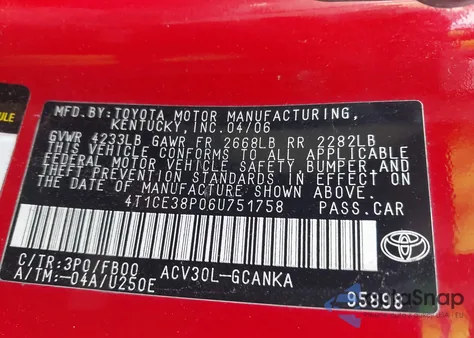 MFD.BY:TOYOTA MOTOR MANUFACTURING,
KENTUCKY,INC.04/06
GVWR 4233LB GAWR FR 2668LB RR 2282LB
THIS VEHICLE CONFORMS TO ALL APPLICABLE
FEDERAL MOTOR VEHICLE SAFETY BUMPER,AND
THEFT PREVENTION STANDARDS IN EFFECT ON
THE DATE OF MANUFACTURE SHOWN ABOVE.
4T1CE38P06U751758 PASS.CAR
C/TR:3P0/FB00 ACV30L-GCANKA
A/TM:-04A/U250E
95898
TOYOTA